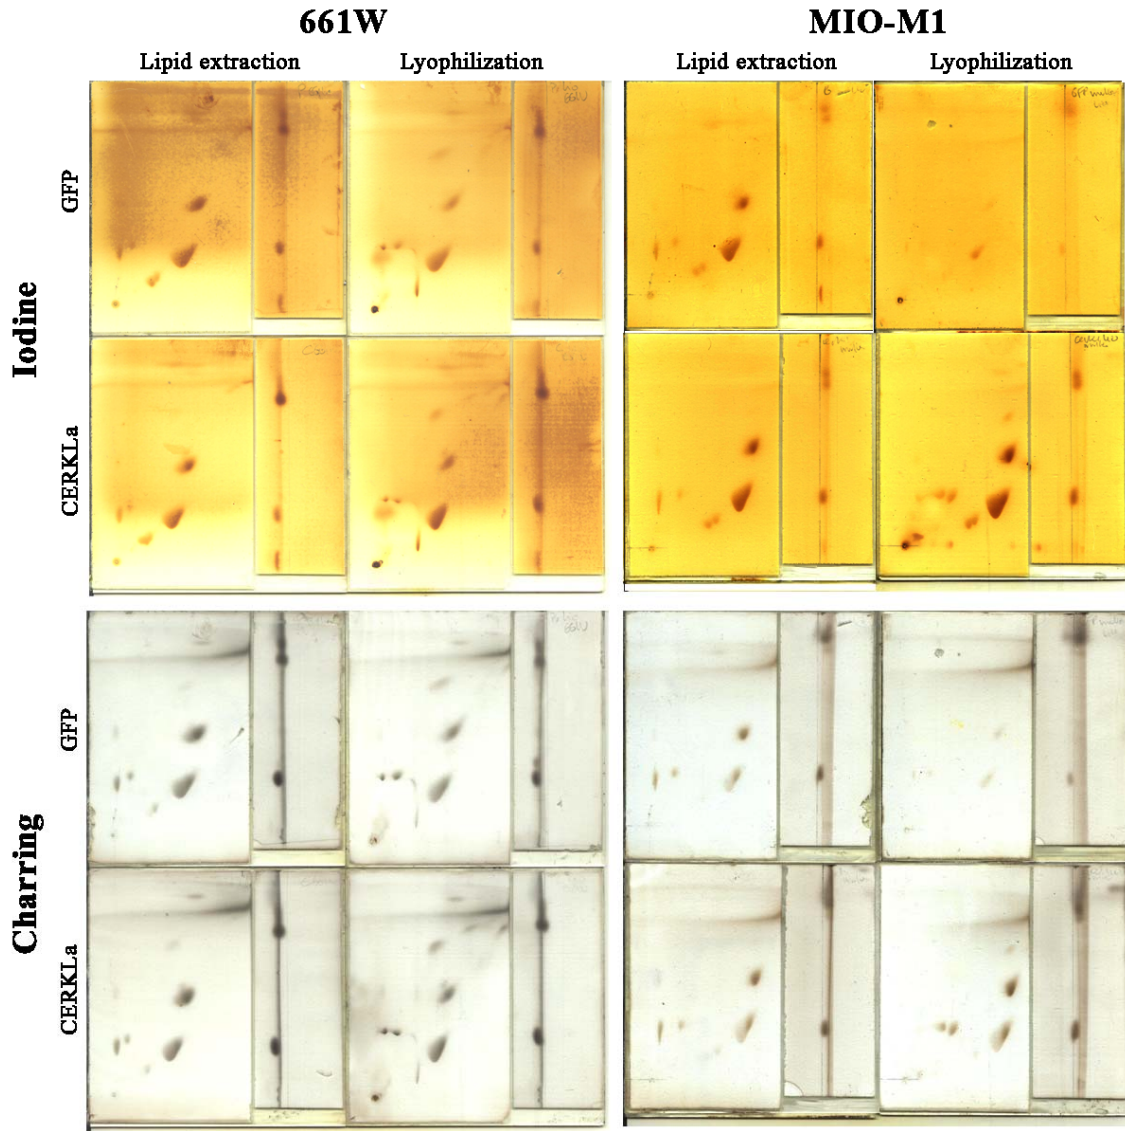 661W MIO-M1
Lipid extraction Lyophilization Lipid extraction Lyophilization
Iodine
GFP
CERKLa
Charring
GFP
CERKLa